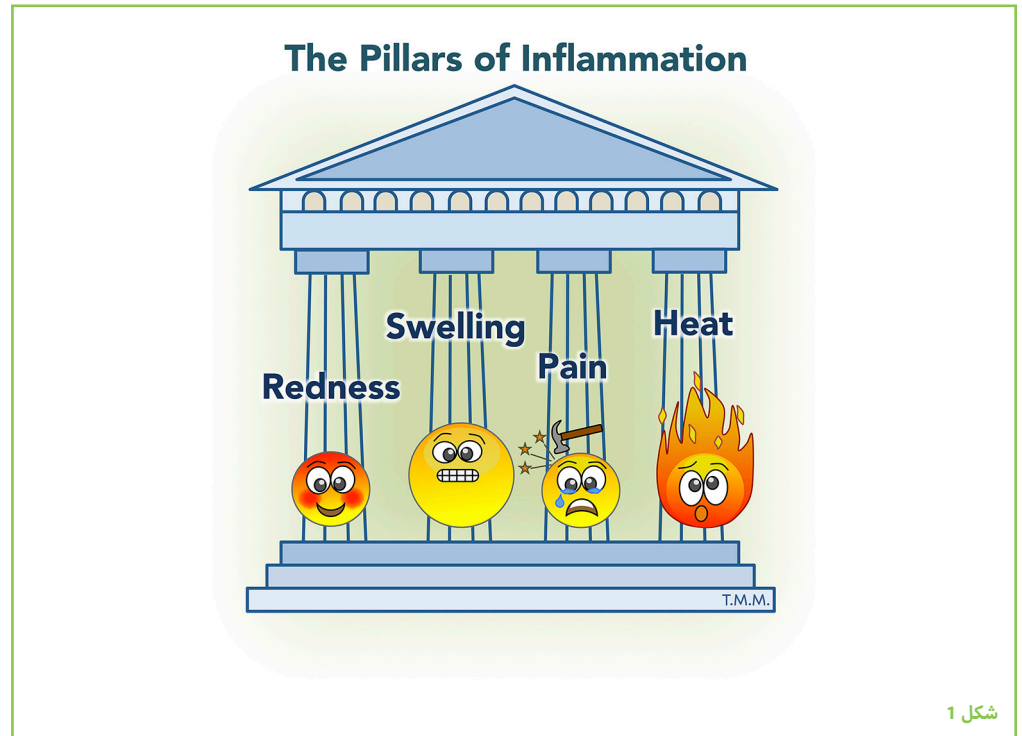 The Pillars of Inflammation
Swelling
Heat
Pain
Redness
T.M.M.
شكل 1